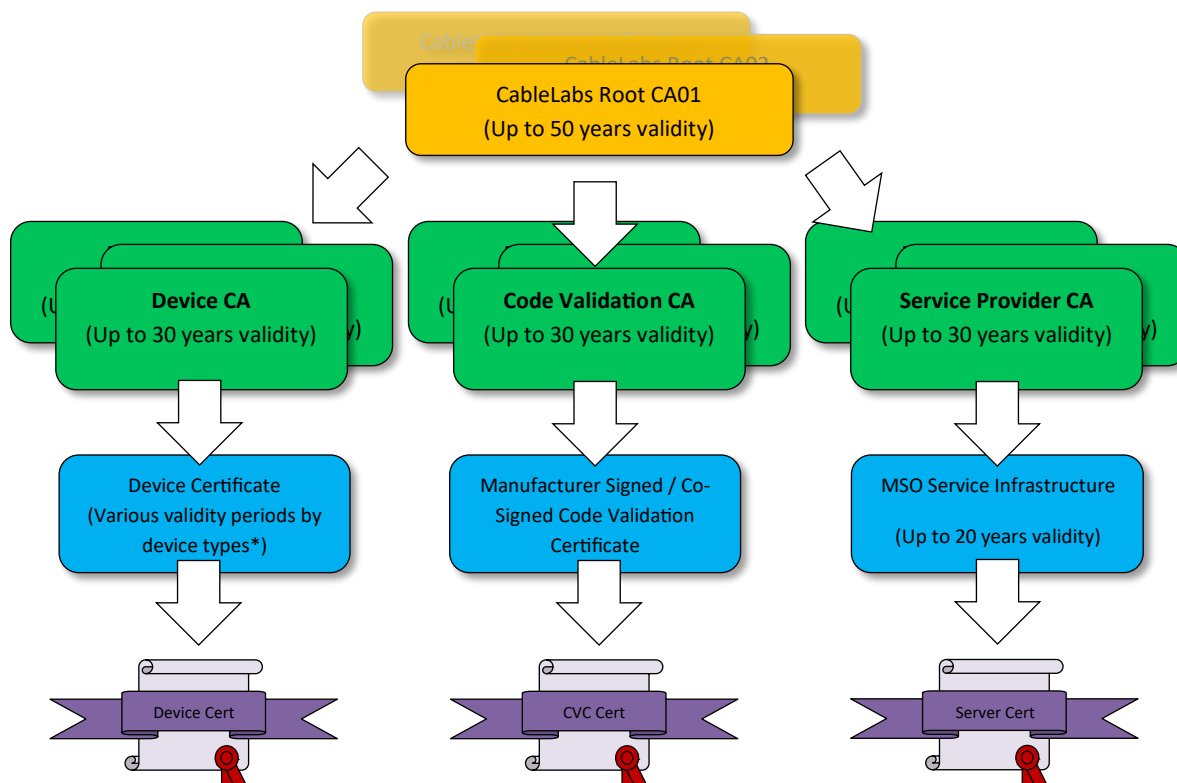 CableLabs Root CA01
(Up to 50 years validity)
Device CA
(Up to 30 years validity)
Code Validation CA
(Up to 30 years validity)
Service Provider CA
(Up to 30 years validity)
Device Certificate
(Various validity periods by
device types*)
Manufacturer Signed / Co-
Signed Code Validation
Certificate
MSO Service Infrastructure
(Up to 20 years validity)
Device Cert
CVC Cert
Server Cert